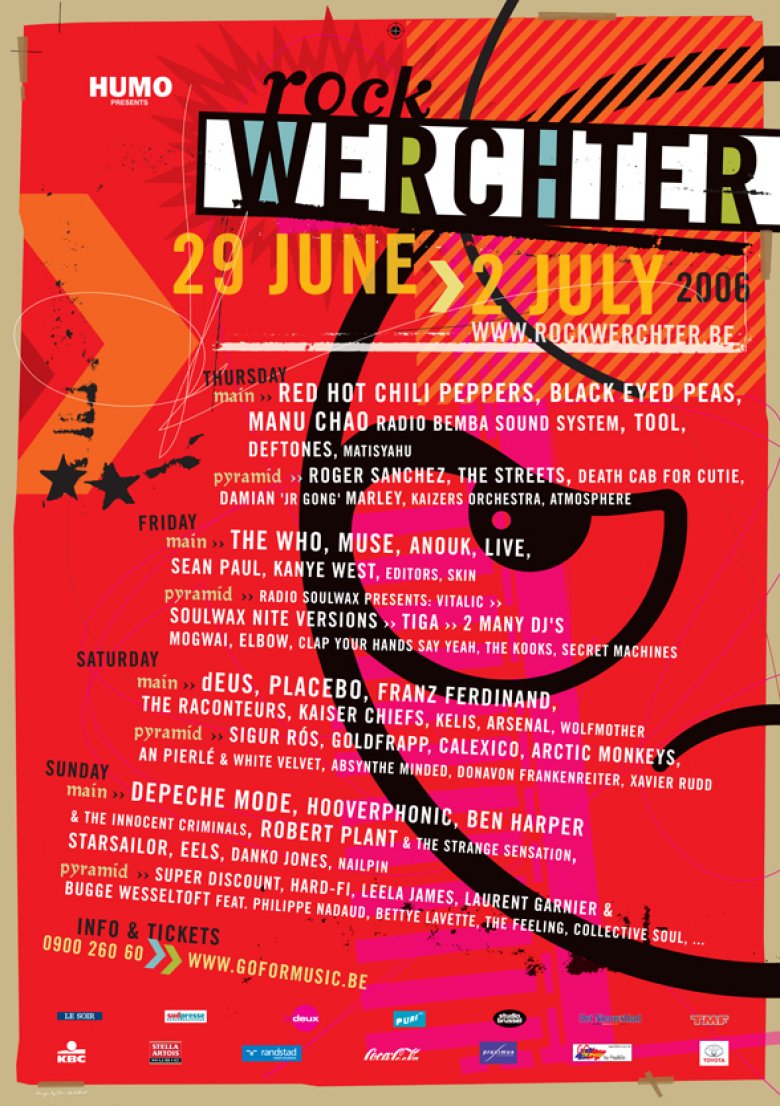 HUMO
PRESENTS
rock
WERCHTER
29 JUNE › 2 JULY 2006
WWW.ROCKWERCHTER.BE
THURSDAY
main ›› RED HOT CHILI PEPPERS, BLACK EYED PEAS,
MANU CHAO RADIO BEMBA SOUND SYSTEM, TOOL,
DEFTONES, MATISYAHU
pyramid ›› ROGER SANCHEZ, THE STREETS, DEATH CAB FOR CUTIE,
DAMIAN 'JR GONG' MARLEY, KAIZERS ORCHESTRA, ATMOSPHERE
FRIDAY
main ›› THE WHO, MUSE, ANOUK, LIVE,
SEAN PAUL, KANYE WEST, EDITORS, SKIN
pyramid ›› RADIO SOULWAX PRESENTS: VITALIC ››
SOULWAX NITE VERSIONS ›› TIGA ›› 2 MANY DJ'S
MOGWAI, ELBOW, CLAP YOUR HANDS SAY YEAH, THE KOOKS, SECRET MACHINES
SATURDAY
main ›› dEUS, PLACEBO, FRANZ FERDINAND,
THE RACONTEURS, KAISER CHIEFS, KELIS, ARSENAL, WOLFMOTHER
pyramid ›› SIGUR RÓS, GOLDFRAPP, CALEXICO, ARCTIC MONKEYS,
AN PIERLÉ & WHITE VELVET, ABSYNTHE MINDED, DONAVON FRANKENREITER, XAVIER RUDD
SUNDAY
main ›› DEPECHE MODE, HOOVERPHONIC, BEN HARPER
& THE INNOCENT CRIMINALS, ROBERT PLANT & THE STRANGE SENSATION,
STARSAILOR, EELS, DANKO JONES, NAILPIN
pyramid ›› SUPER DISCOUNT, HARD-FI, LEELA JAMES, LAURENT GARNIER &
BUGGE WESSELTOFT FEAT. PHILIPPE NADAUD, BETTYE LAVETTE, THE FEELING, COLLECTIVE SOUL, ...
INFO & TICKETS
0900 260 60 ›› WWW.GOFORMUSIC.BE
LE SOIR sudpresse deux PURE studio brussel Het Nieuwsblad TMF
KBC STELLA ARTOIS randstad Coca-Cola proximus TOYOTA